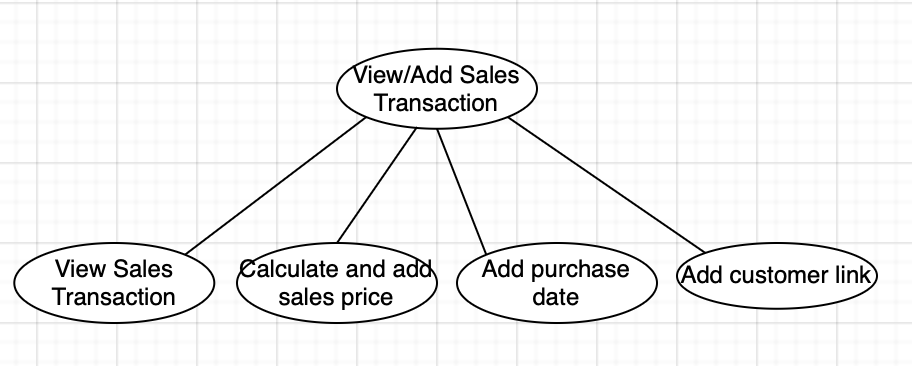 View/Add Sales
Transaction
View Sales
Transaction
Calculate and add
sales price
Add purchase
date
Add customer link